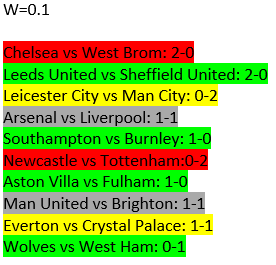 W=0.1
Chelsea vs West Brom: 2-0
Leeds United vs Sheffield United: 2-0
Leicester City vs Man City: 0-2
Arsenal vs Liverpool: 1-1
Southampton vs Burnley: 1-0
Newcastle vs Tottenham:0-2
Aston Villa vs Fulham: 1-0
Man United vs Brighton: 1-1
Everton vs Crystal Palace: 1-1
Wolves vs West Ham: 0-1